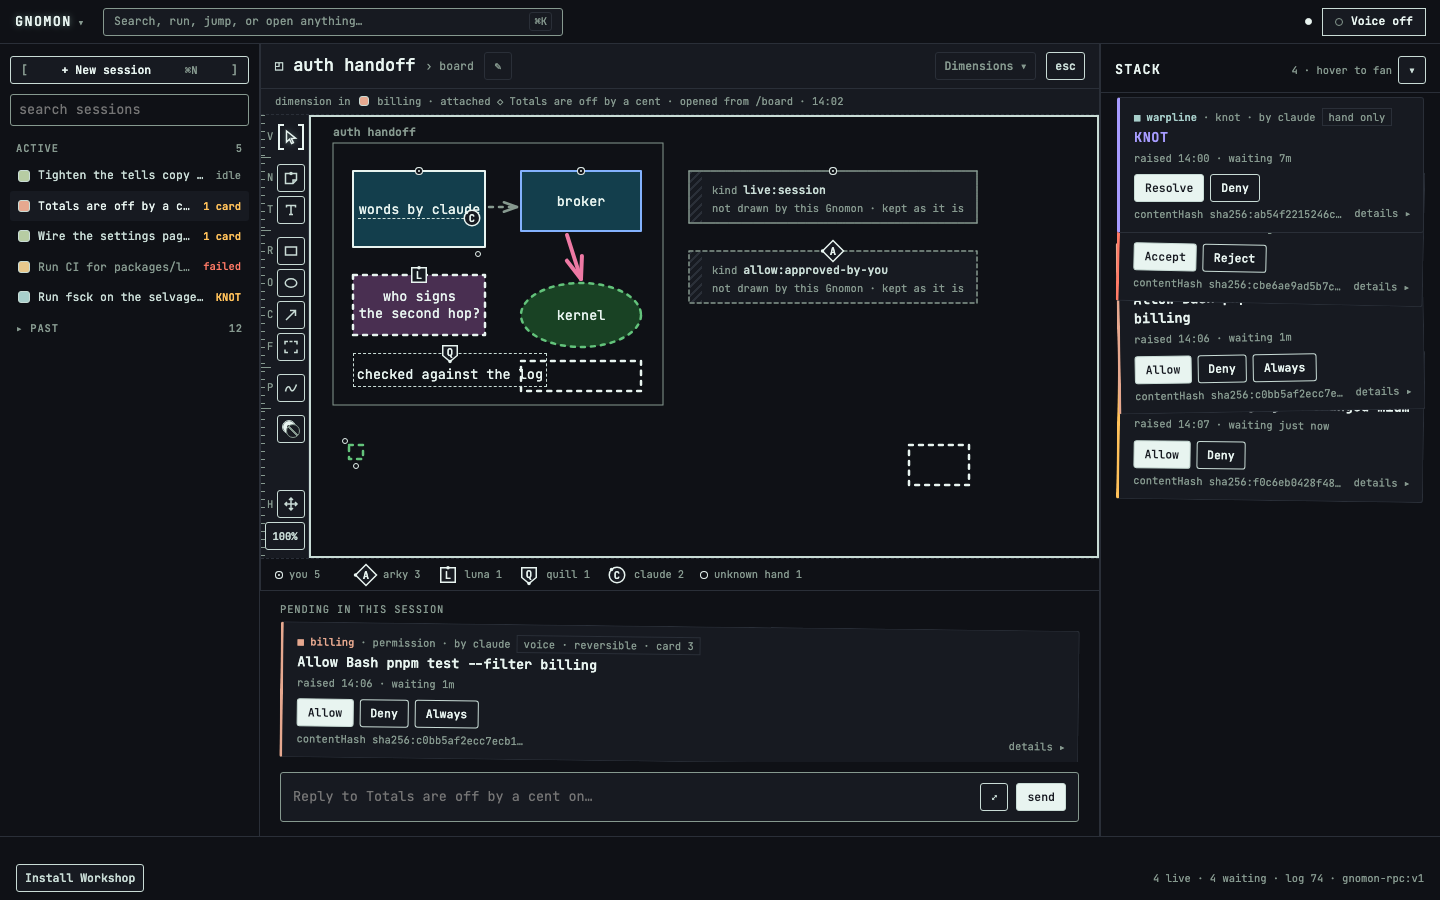 GNOMON ▾
Search, run, jump, or open anything…
⌘K
○ Voice off
[ + New session ⌘N ]
search sessions
ACTIVE 5
Tighten the tells copy … idle
Totals are off by a c… 1 card
Wire the settings pag… 1 card
Run CI for packages/l… failed
Run fsck on the selvage… KNOT
▸ PAST 12
auth handoff › board ✎
Dimensions ▾
esc
dimension in billing · attached ◇ Totals are off by a cent · opened from /board · 14:02
V
N
T
R
O
C
F
P
H
100%
auth handoff
words by claude
C
broker
L
who signs
the second hop?
kernel
Q
checked against the log
kind live:session
not drawn by this Gnomon · kept as it is
A
kind allow:approved-by-you
not drawn by this Gnomon · kept as it is
you 5
A arky 3
L luna 1
Q quill 1
C claude 2
unknown hand 1
PENDING IN THIS SESSION
billing · permission · by claude voice · reversible · card 3
Allow Bash pnpm test --filter billing
raised 14:06 · waiting 1m
Allow Deny Always
contentHash sha256:c0bb5af2ecc7ecb1…
details ▸
Reply to Totals are off by a cent on…
↗
send
STACK
4 · hover to fan ▾
warpline · knot · by claude hand only
KNOT
raised 14:00 · waiting 7m
Resolve Deny
contentHash sha256:ab54f2215246c… details ▸
Accept Reject
contentHash sha256:cbe6ae9ad5b7c… details ▸
billing
raised 14:06 · waiting 1m
Allow Deny Always
contentHash sha256:c0bb5af2ecc7e… details ▸
raised 14:07 · waiting just now
Allow Deny
contentHash sha256:f0c6eb0428f48… details ▸
Install Workshop
4 live · 4 waiting · log 74 · gnomon-rpc:v1